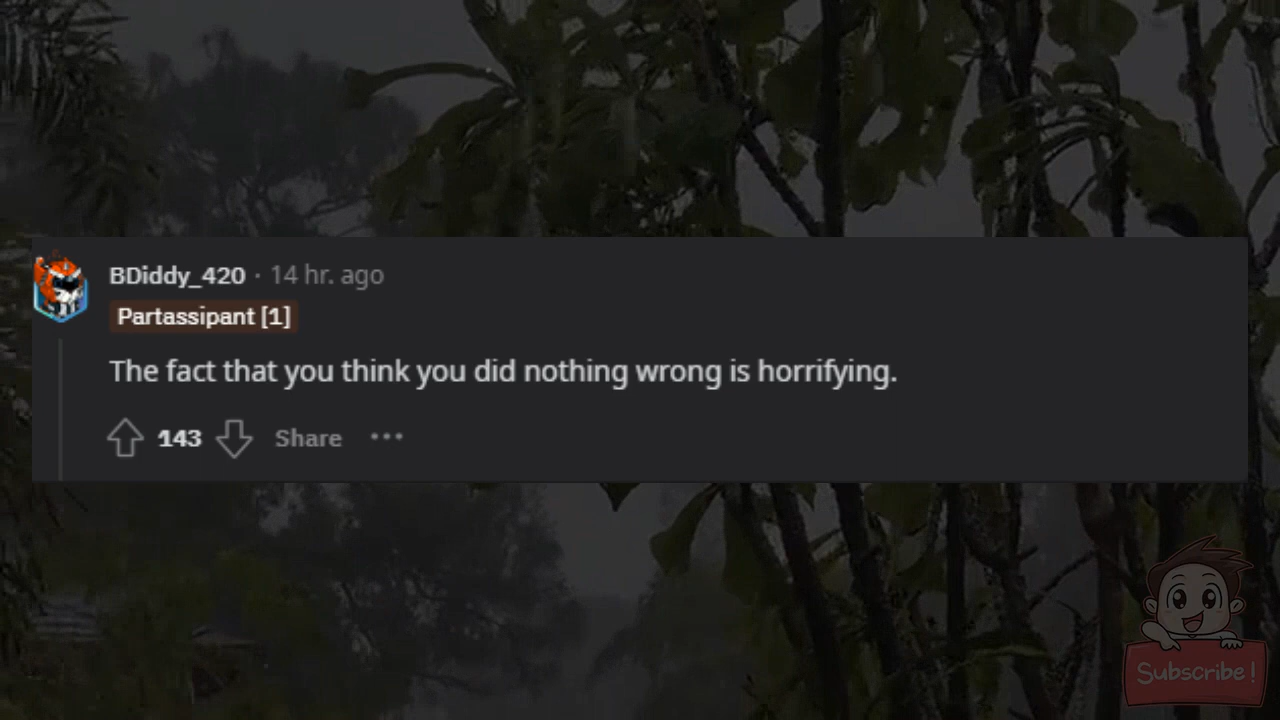 BDiddy_420 · 14 hr. ago
Partassipant [1]
The fact that you think you did nothing wrong is horrifying.
143 Share •••
Subscribe!